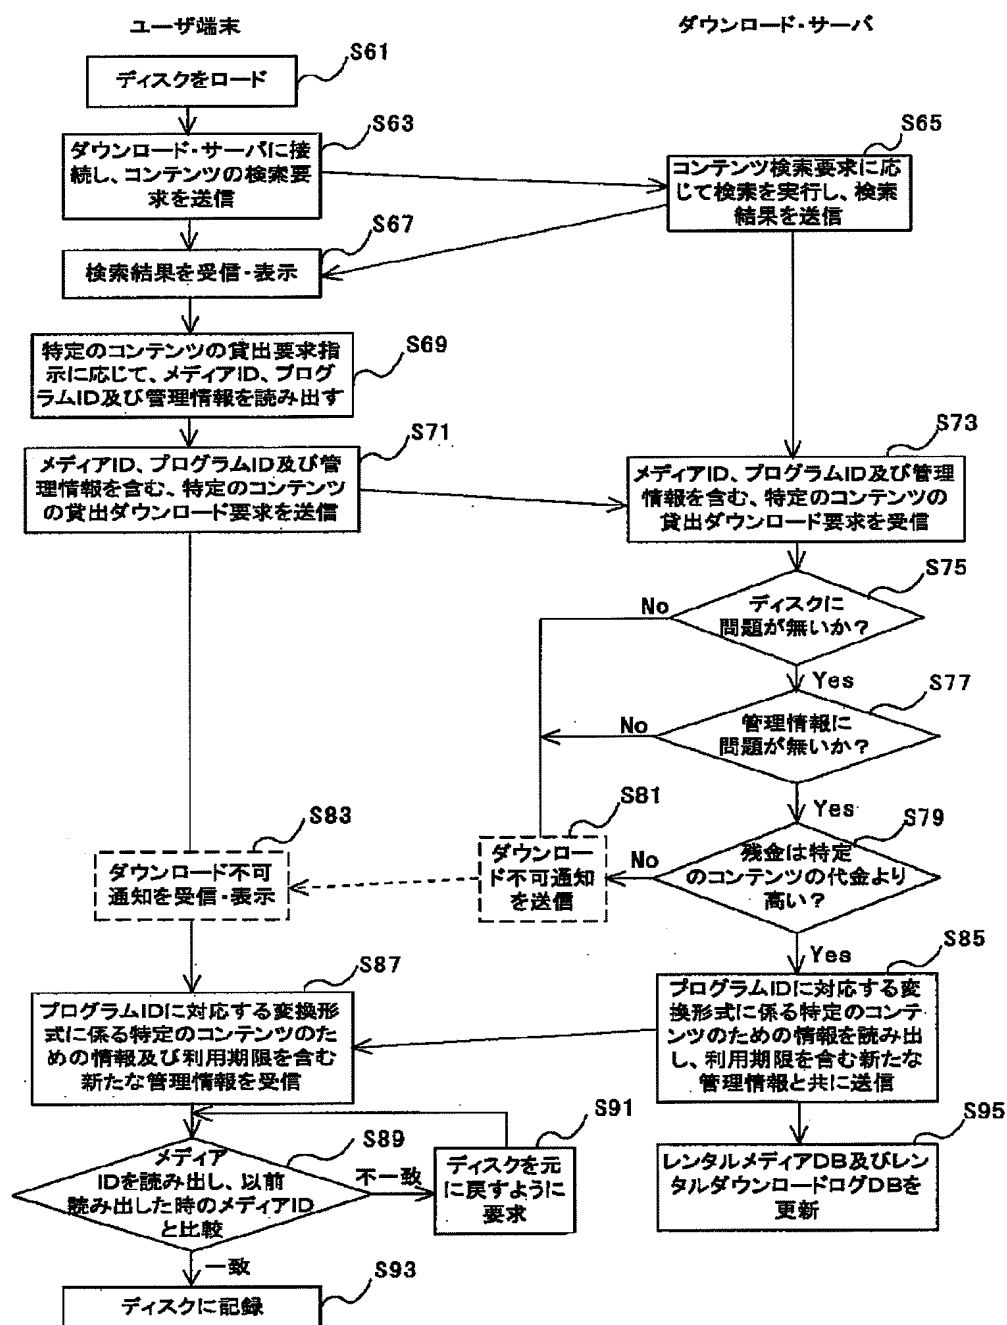 ユーザ端末
ダウンロード・サーバ
S61
ディスクをロード
S63
ダウンロード・サーバに接
続し、コンテンツの検索要
求を送信
S65
コンテンツ検索要求に応
じて検索を実行し、検索
結果を送信
S67
検索結果を受信・表示
S69
特定のコンテンツの貸出要求指
示に応じて、メディアID、プログ
ラムID及び管理情報を読み出す
S71
メディアID、プログラムID及び管
理情報を含む、特定のコンテンツ
の貸出ダウンロード要求を送信
S73
メディアID、プログラムID及び管理
情報を含む、特定のコンテンツの
貸出ダウンロード要求を受信
S75
ディスクに
問題が無いか?
No
Yes
S77
管理情報に
問題が無いか?
No
Yes
S79
残金は特定
のコンテンツの代金より
高い?
No
Yes
S81
ダウンロー
ド不可通知
を送信
S83
ダウンロード不可
通知を受信・表示
S85
プログラムIDに対応する変
換形式に係る特定のコンテ
ンツのための情報を読み出
し、利用期限を含む新たな
管理情報と共に送信
S87
プログラムIDに対応する変換形
式に係る特定のコンテンツのた
めの情報及び利用期限を含む
新たな管理情報を受信
S89
メディア
IDを読み出し、以前
読み出した時のメディアID
と比較
不一致
一致
S91
ディスクを元
に戻すように
要求
S93
ディスクに記録
S95
レンタルメディアDB及びレン
タルダウンロードログDBを
更新